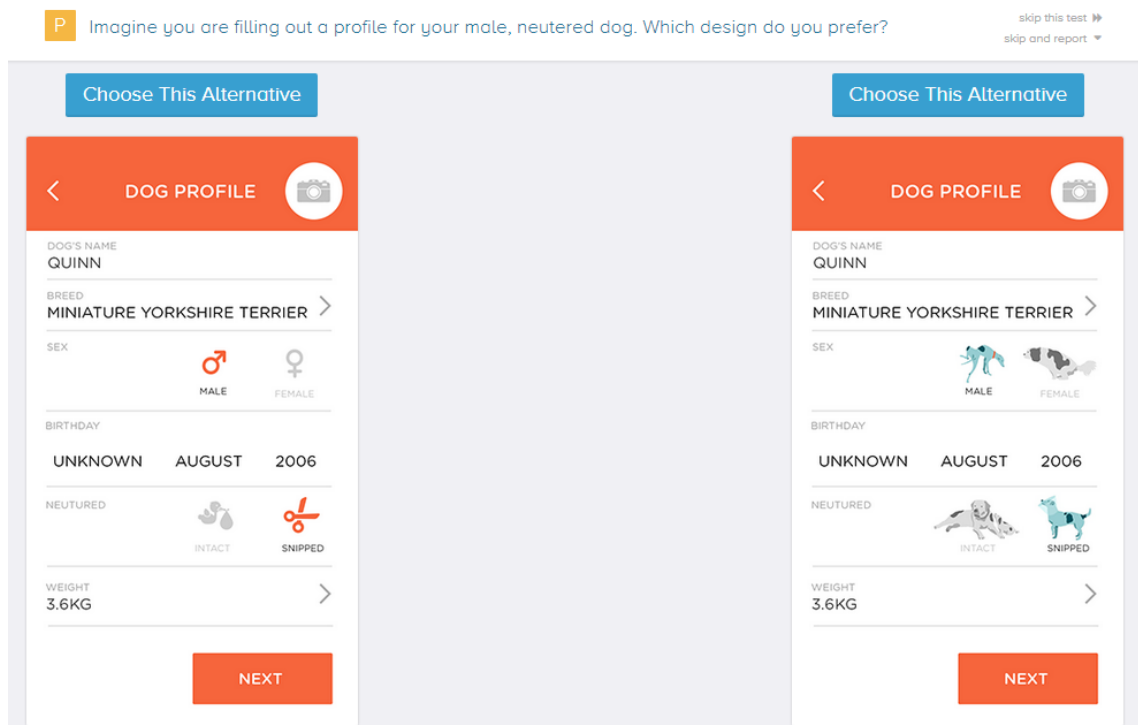 P Imagine you are filling out a profile for your male, neutered dog. Which design do you prefer?
skip this test
skip and report
Choose This Alternative
DOG PROFILE
DOG'S NAME
QUINN
BREED
MINIATURE YORKSHIRE TERRIER
SEX
MALE FEMALE
BIRTHDAY
UNKNOWN AUGUST 2006
NEUTURED
INTACT SNIPPED
WEIGHT
3.6KG
NEXT
Choose This Alternative
DOG PROFILE
DOG'S NAME
QUINN
BREED
MINIATURE YORKSHIRE TERRIER
SEX
MALE FEMALE
BIRTHDAY
UNKNOWN AUGUST 2006
NEUTURED
INTACT SNIPPED
WEIGHT
3.6KG
NEXT